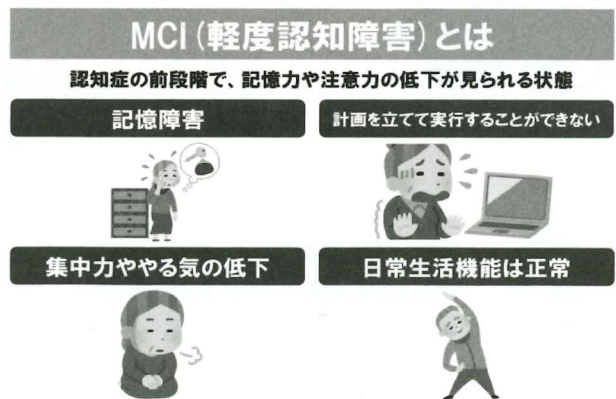 MCI(軽度認知障害)とは
認知症の前段階で、記憶力や注意力の低下が見られる状態
記憶障害
計画を立てて実行することができない
集中力ややる気の低下
日常生活機能は正常